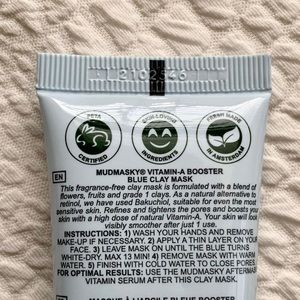 2102546
PETA
CERTIFIED
SKIN-LOVING
INGREDIENTS
FRESH MADE
IN AMSTERDAM
MUDMASKY® VITAMIN-A BOOSTER
BLUE CLAY MASK
EN
This fragrance-free clay mask is formulated with a blend of
flowers, fruits and grade 1 clays. As a natural alternative to
retinol, we have used Bakuchiol, suitable for even the most
sensitive skin. Refines and tightens the pores and boosts your
skin with a high dose of natural Vitamin-A. Your skin will look
visibly smoother after just 1 use.
INSTRUCTIONS: 1) WASH YOUR HANDS AND REMOVE
MAKE-UP IF NECESSARY. 2) APPLY A THIN LAYER ON YOUR
FACE. 3) LEAVE MASK ON UNTIL THE BLUE TURNS
WHITE-DRY. MAX 13 MIN! 4) REMOVE MASK WITH WARM
WATER. 5) FINISH WITH COLD WATER TO CLOSE PORES.
FOR OPTIMAL RESULTS: USE THE MUDMASKY AFTERMASK
VITAMIN SERUM AFTER THIS CLAY MASK.